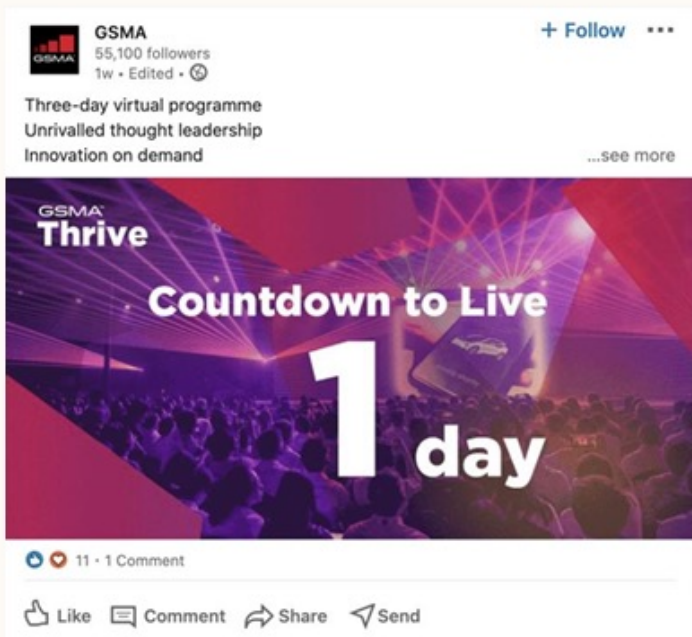 GSMA
GSMA
55,100 followers
1w • Edited •
+ Follow
Three-day virtual programme
Unrivalled thought leadership
Innovation on demand
...see more
GSMA™
Thrive
Countdown to Live
1 day
11 · 1 Comment
Like
Comment
Share
Send